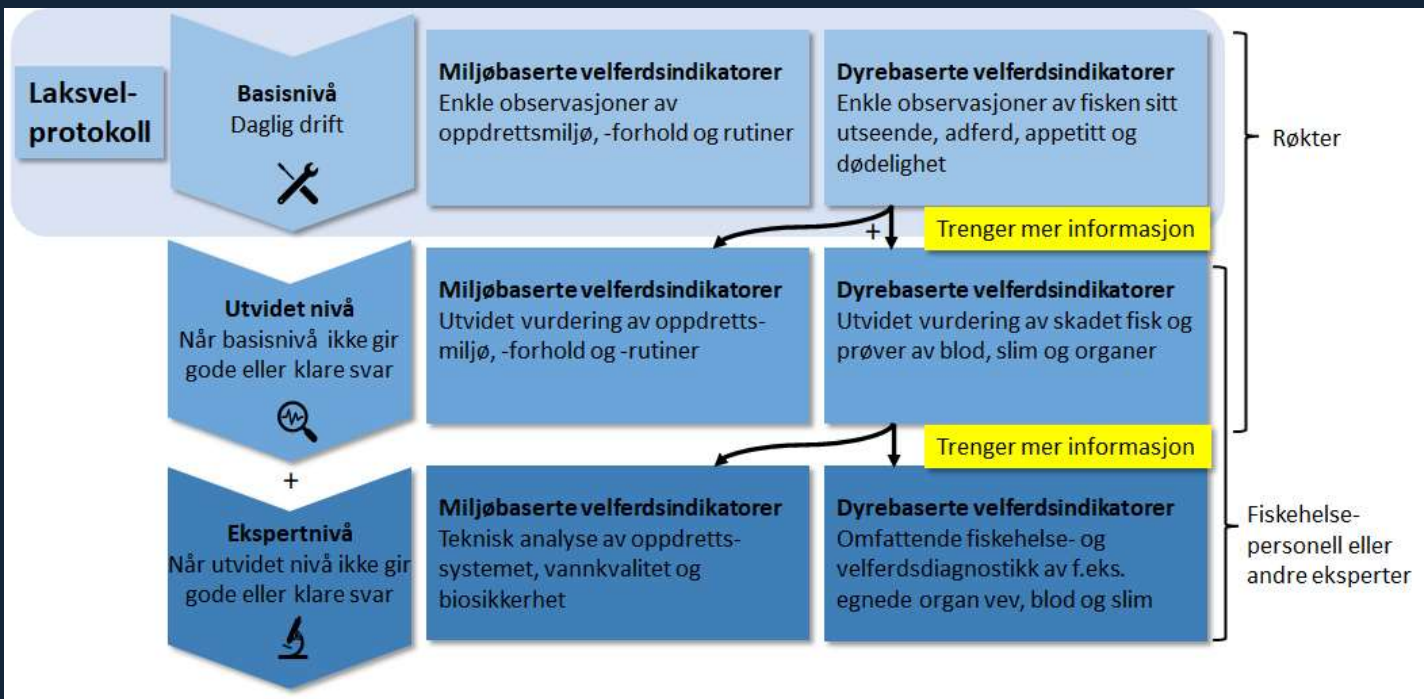 Laksvel-
protokoll
Basisnivå
Daglig drift
Miljøbaserte velferdsindikatorer
Enkle observasjoner av
oppdrettsmiljø, -forhold og rutiner
Dyrebaserte velferdsindikatorer
Enkle observasjoner av fisken sitt
utseende, adferd, appetitt og
dødelighet
Røkter
+
Trenger mer informasjon
Utvidet nivå
Når basisnivå ikke gir
gode eller klare svar
Miljøbaserte velferdsindikatorer
Utvidet vurdering av oppdretts-
miljø, -forhold og -rutiner
Dyrebaserte velferdsindikatorer
Utvidet vurdering av skadet fisk og
prøver av blod, slim og organer
Trenger mer informasjon
+
Ekspertnivå
Når utvidet nivå ikke gir
gode eller klare svar
Miljøbaserte velferdsindikatorer
Teknisk analyse av oppdretts-
systemet, vannkvalitet og
biosikkerhet
Dyrebaserte velferdsindikatorer
Omfattende fiskehelse- og
velferdsdiagnostikk av f.eks.
egnede organ vev, blod og slim
Fiskehelse-
personell eller
andre eksperter